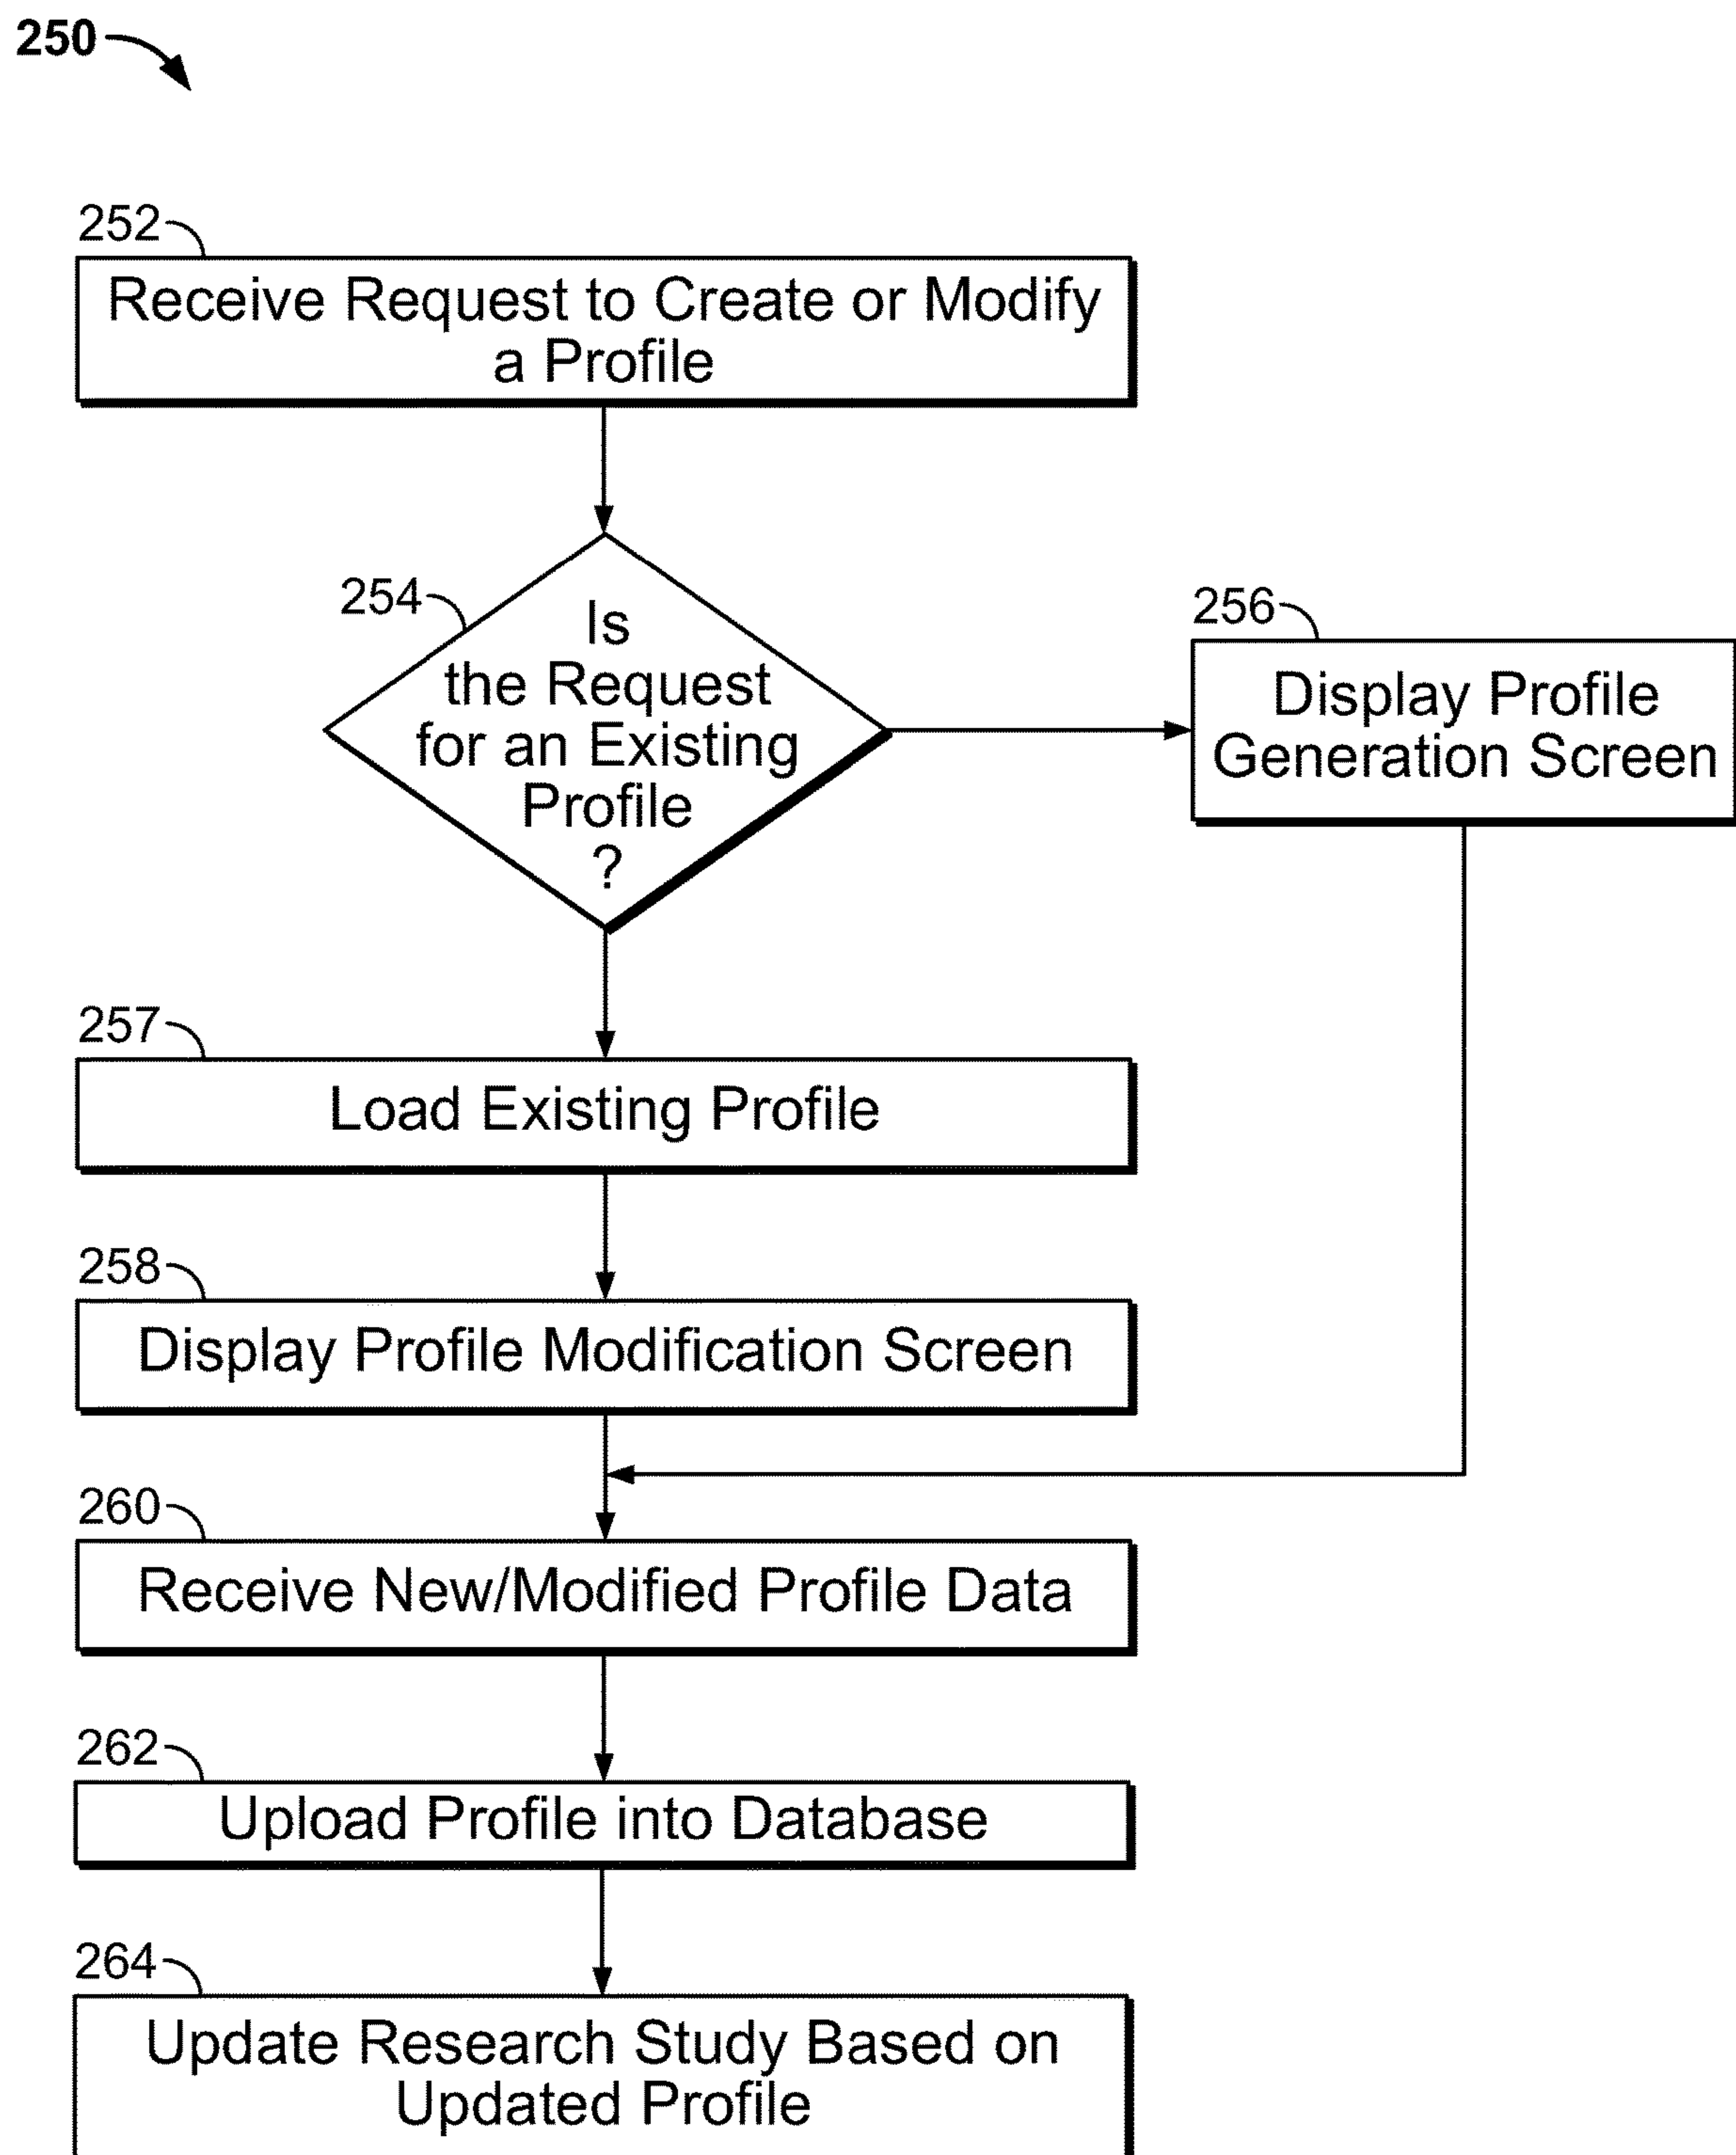 250
252
Receive Request to Create or Modify
a Profile
254
Is
the Request
for an Existing
Profile
?
256
Display Profile
Generation Screen
257
Load Existing Profile
258
Display Profile Modification Screen
260
Receive New/Modified Profile Data
262
Upload Profile into Database
264
Update Research Study Based on
Updated Profile